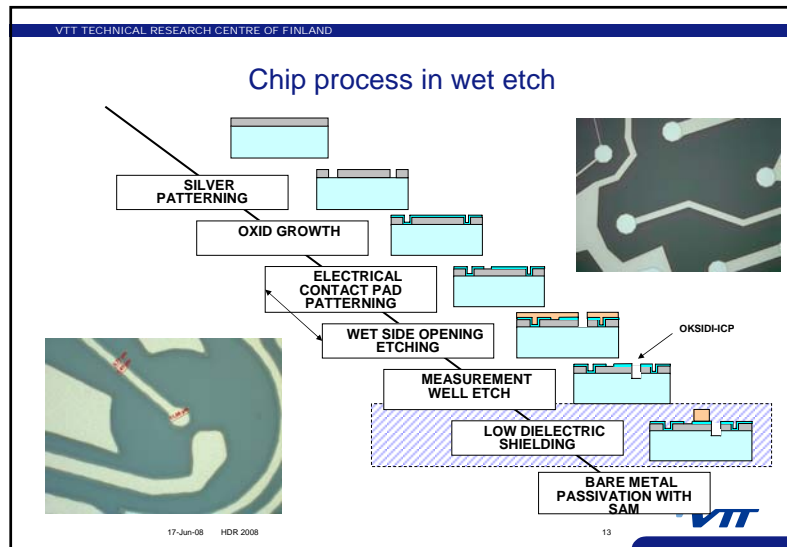 VTT TECHNICAL RESEARCH CENTRE OF FINLAND
Chip process in wet etch
SILVER
PATTERNING
OXID GROWTH
ELECTRICAL
CONTACT PAD
PATTERNING
WET SIDE OPENING
ETCHING
OKSIDI-ICP
MEASUREMENT
WELL ETCH
LOW DIELECTRIC
SHIELDING
BARE METAL
PASSIVATION WITH
SAM
17-Jun-08 HDR 2008
13
VTT